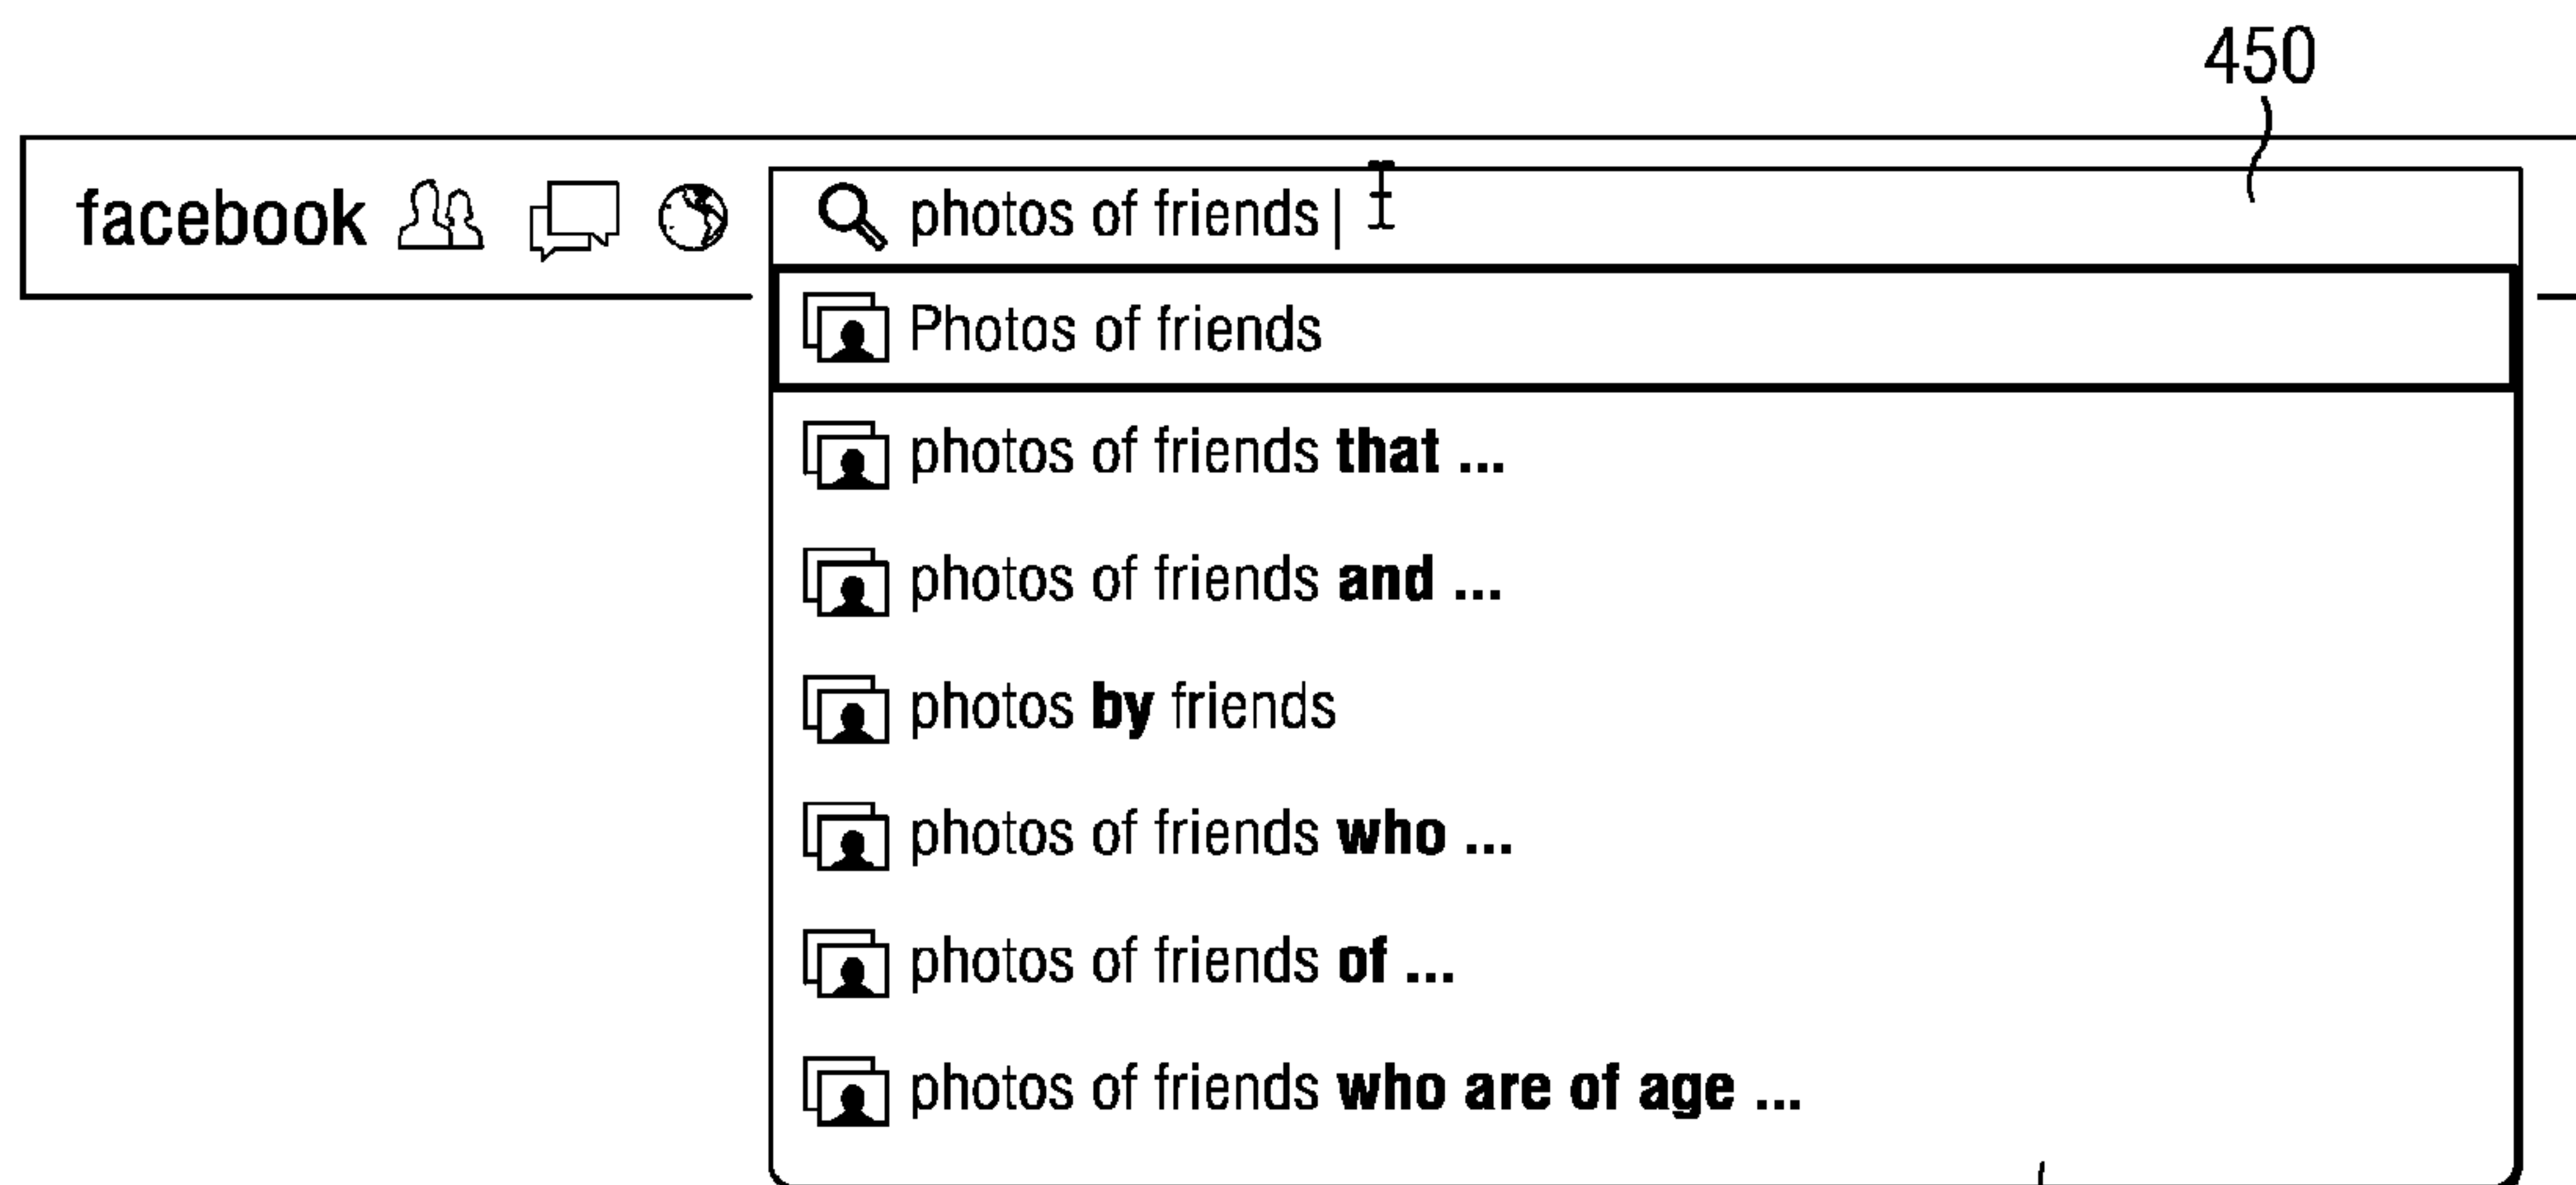 450
facebook photos of friends
Photos of friends
photos of friends that ...
photos of friends and ...
photos by friends
photos of friends who ...
photos of friends of ...
photos of friends who are of age ...